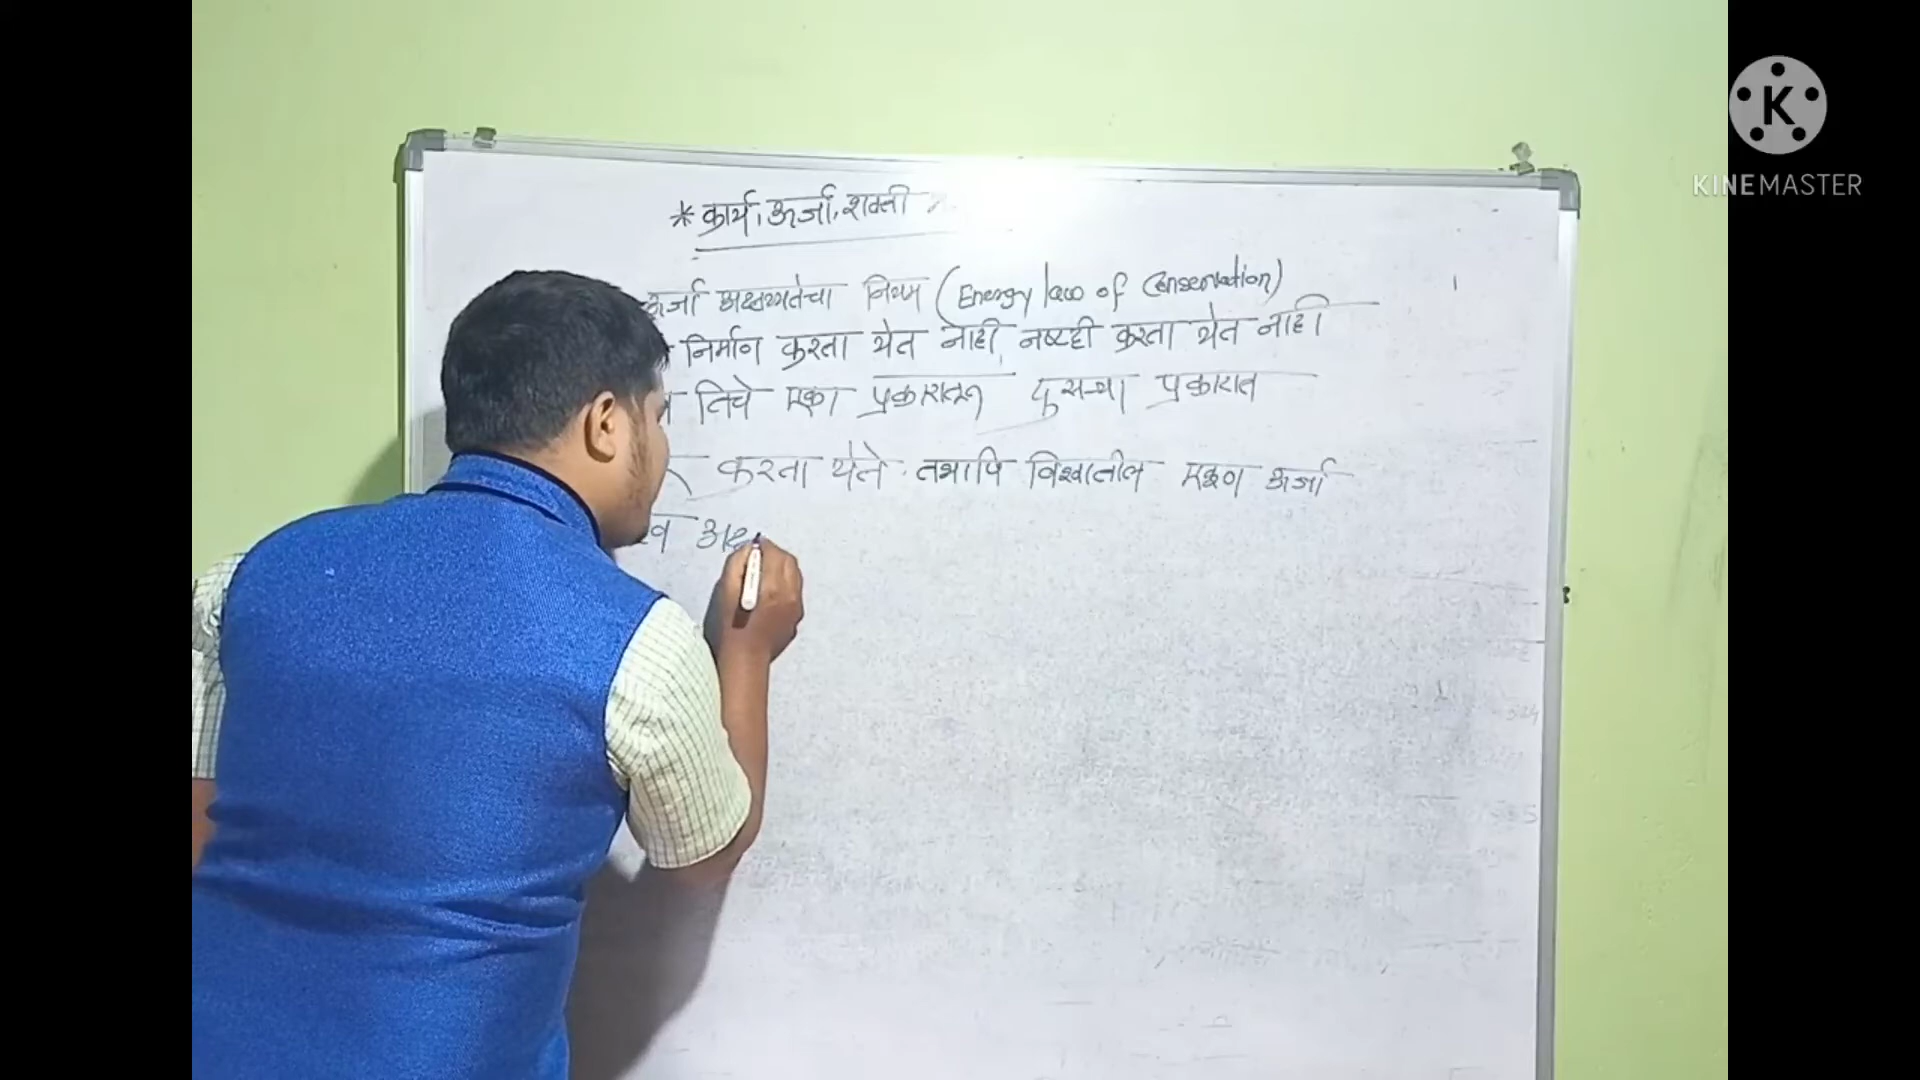 * कार्य, ऊर्जा, शक्ती
ऊर्जा अक्षय्यतेचा नियम (Energy law of Conservation)
निर्माण करता येत नाही, नष्टही करता येत नाही
तिचे एका प्रकारातून दुसऱ्या प्रकारात
करता येते. तथापि विश्वातील एकूण ऊर्जा
K
KINEMASTER